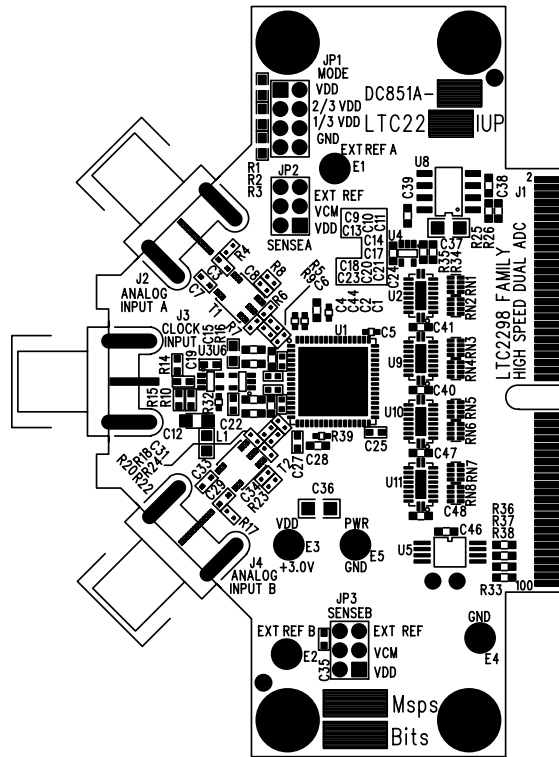 JP1
MODE
VDD
2/3 VDD
1/3 VDD
GND
R1
R2
R3
DC851A-
LTC22
IUP
EXT REF A
E1
JP2
EXT REF
VCM
VDD
SENSEA
U8
C39
C38
2
J1
R25
R26
C37
R35
R34
C9
C10
C11
C13
C14
C17
C18
C21
C23
C24
U4
R4
C3
C8
R8
R5
R9
C6
C7
T1
R6
J2
ANALOG
INPUT A
C4
C44
C2
C1
U2
RN1
RN2
C41
J3
CLOCK
INPUT
C15
R16
U3
U6
C19
R14
R15
R10
R32
C12
C22
L1
U1
C5
R39
C25
C27
C28
U9
RN3
RN4
C40
U10
RN5
RN6
C47
U11
RN7
RN8
C48
LTC2298 FAMILY
HIGH SPEED DUAL ADC
R18
C31
R20
R24
R22
C33
C29
C34
R23
T2
R17
C36
VDD
E3
+3.0V
PWR
E5
GND
J4
ANALOG
INPUT B
U5
C46
R36
R37
R38
R33
100
JP3
SENSEB
EXT REF B
E2
C35
EXT REF
VCM
VDD
GND
E4
Msps
Bits